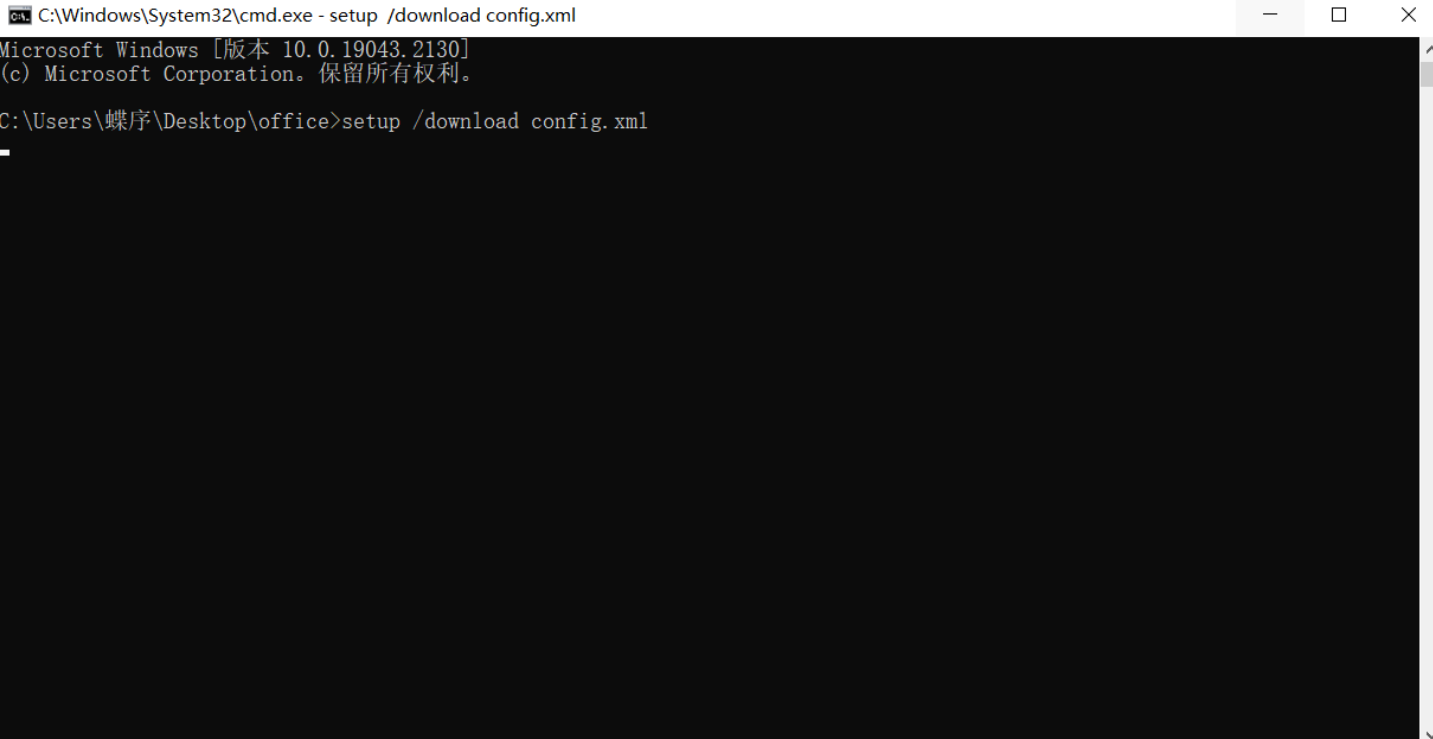 C:\Windows\System32\cmd.exe - setup  /download config.xml
Microsoft Windows [版本 10.0.19043.2130]
(c) Microsoft Corporation。保留所有权利。
C:\Users\蝶序\Desktop\office>setup /download config.xml